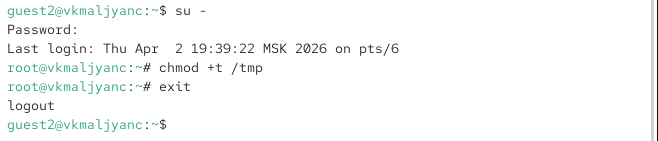 guest2@vkmaljyanc:~$ su -
Password:
Last login: Thu Apr  2 19:39:22 MSK 2026 on pts/6
root@vkmaljyanc:~# chmod +t /tmp
root@vkmaljyanc:~# exit
logout
guest2@vkmaljyanc:~$